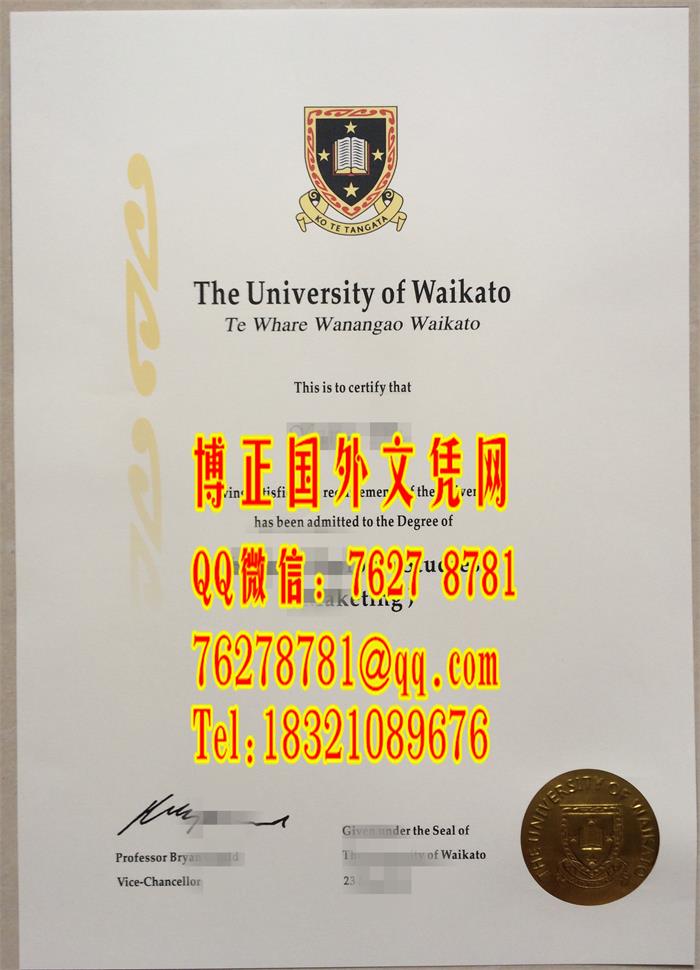 KO TE TANGATA
The University of Waikato
Te Whare Wanangao Waikato
This is to certify that
博正国外文凭网
has been admitted to the Degree of
QQ微信：7627 8781
76278781@qq.com
Tel:18321089676
Given under the Seal of
Professor Bryan
of Waikato
Vice-Chancellor
23
THE UNIVERSITY OF WAIKATO